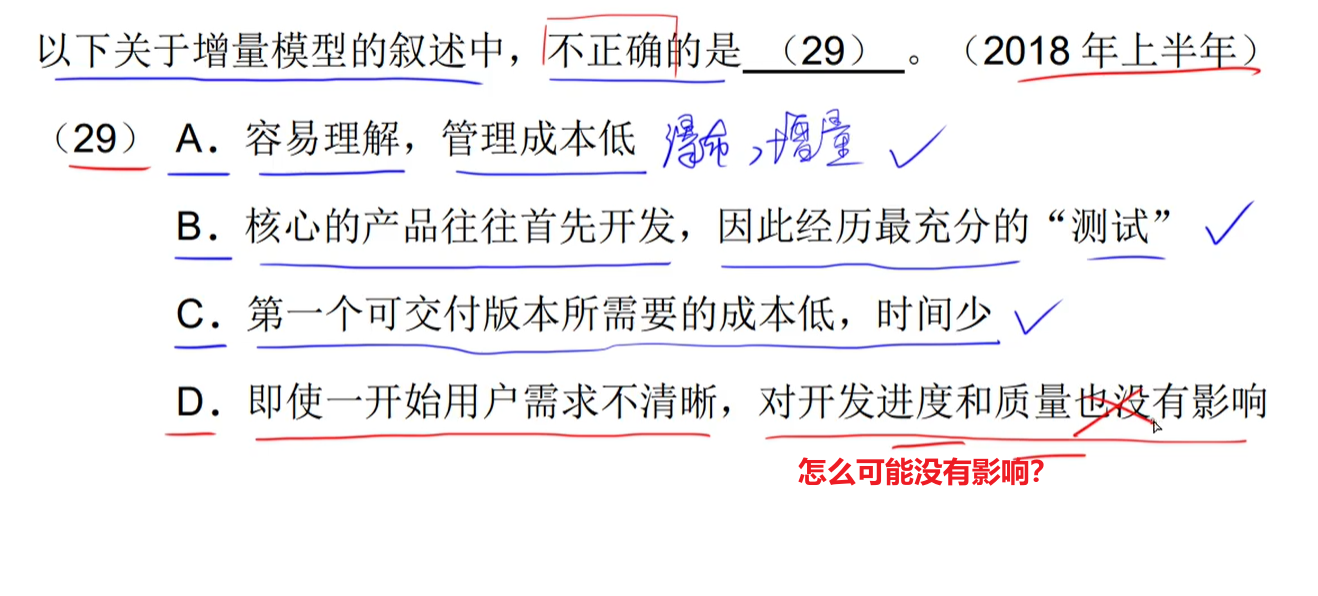 以下关于增量模型的叙述中，不正确的是 （29） 。（2018 年上半年）
（29） A．容易理解，管理成本低 瀑布，增量
B．核心的产品往往首先开发，因此经历最充分的“测试”
C．第一个可交付版本所需要的成本低，时间少
D．即使一开始用户需求不清晰，对开发进度和质量也没有影响
怎么可能没有影响?